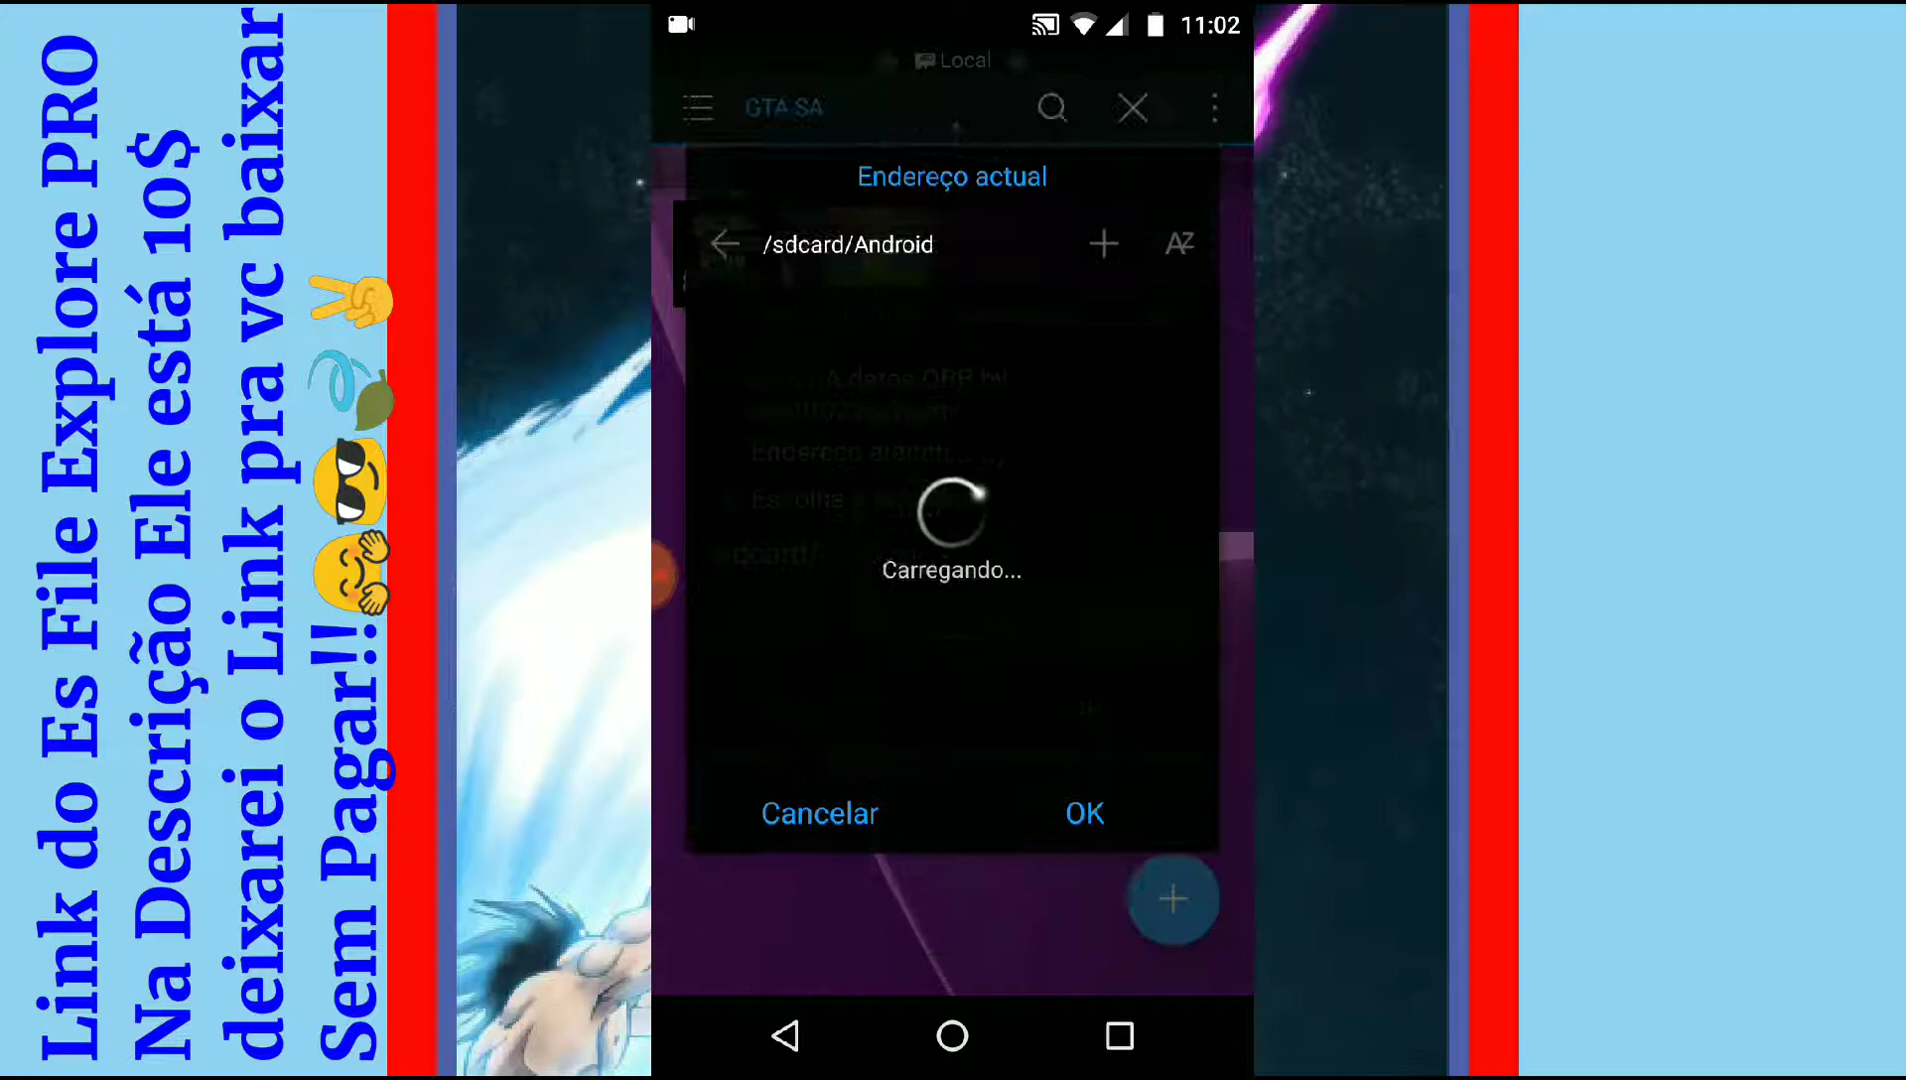 Link do Es File Explore PRO
Na Descrição Ele está 10$
deixarei o Link pra vc baixar
Sem Pagar!!
11:02
Local
GTA SA
Endereço actual
/sdcard/Android
AZ
Carregando...
Cancelar
OK